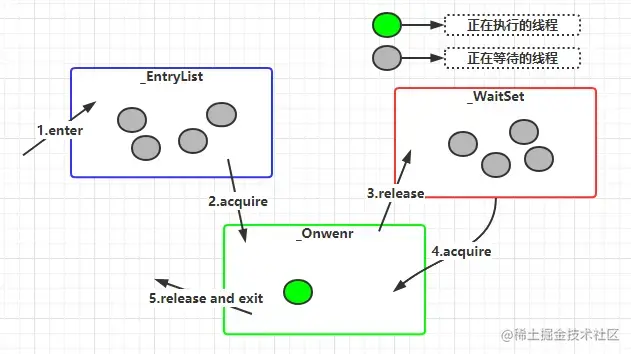 正在执行的线程
正在等待的线程
_EntryList
_WaitSet
1.enter
2.acquire
3.release
_Onwenr
4.acquire
5.release and exit
@稀土掘金技术社区